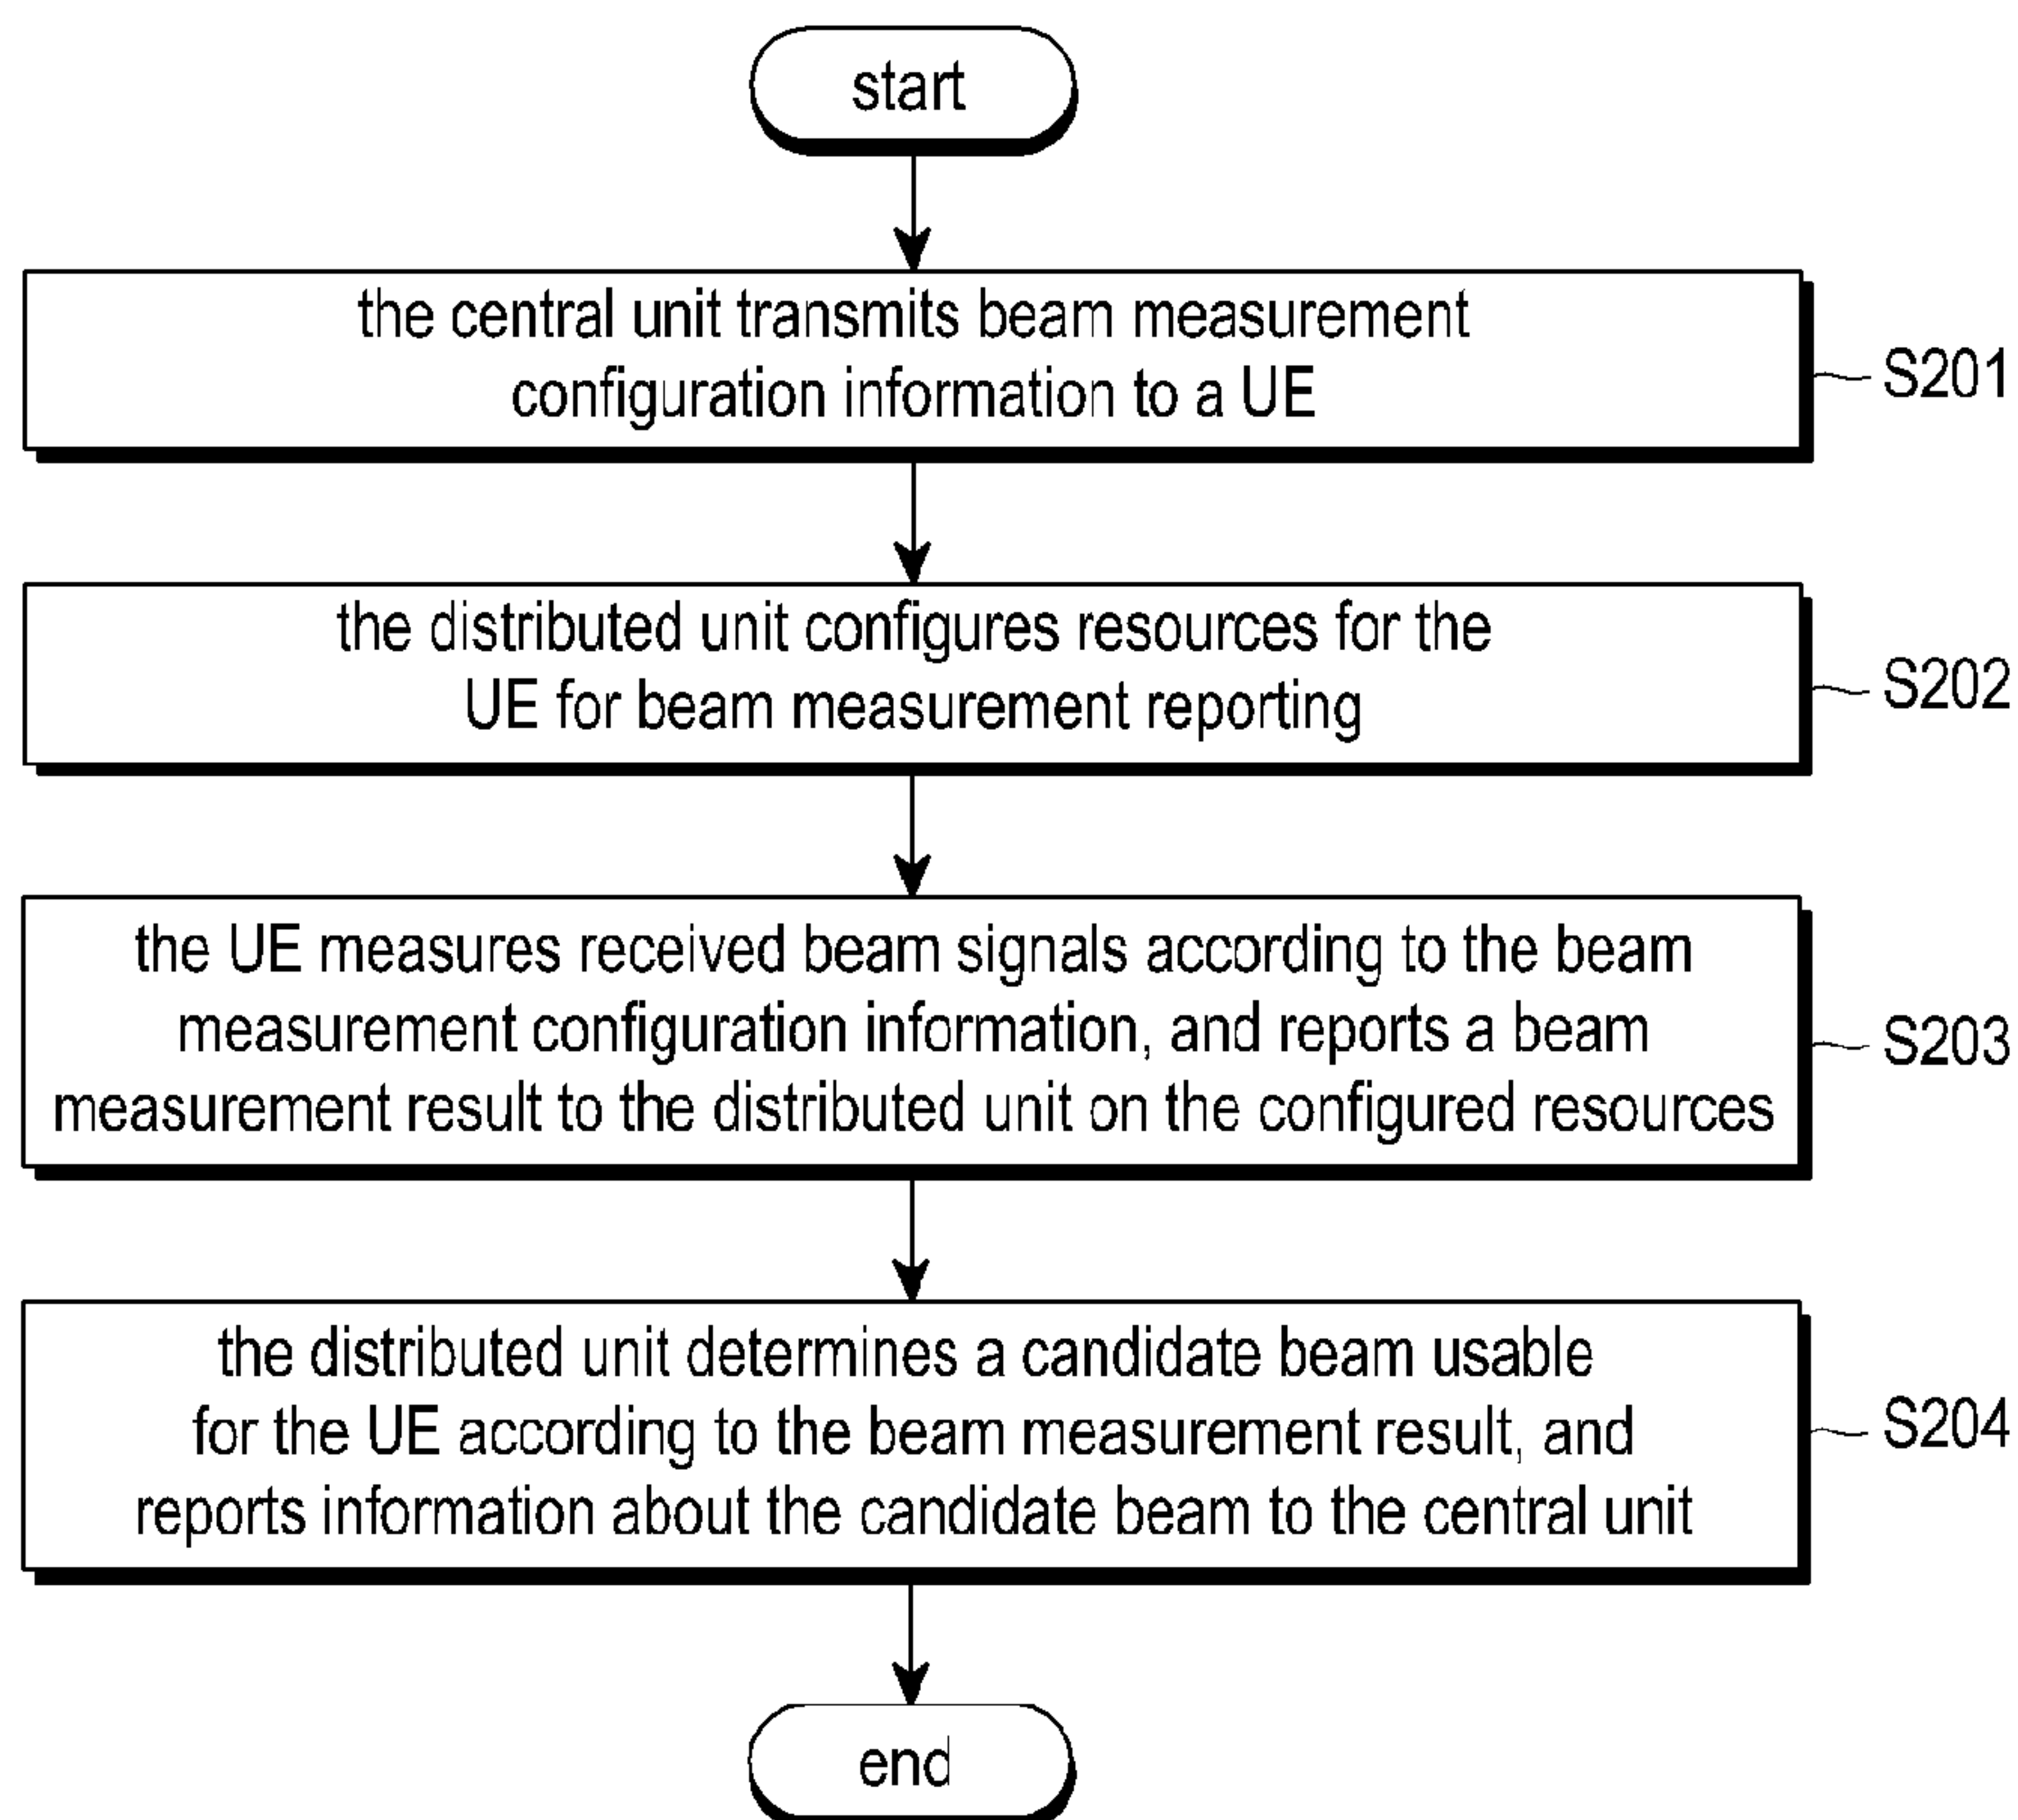 start
the central unit transmits beam measurement
configuration information to a UE
S201
the distributed unit configures resources for the
UE for beam measurement reporting
S202
the UE measures received beam signals according to the beam
measurement configuration information, and reports a beam
measurement result to the distributed unit on the configured resources
S203
the distributed unit determines a candidate beam usable
for the UE according to the beam measurement result, and
reports information about the candidate beam to the central unit
S204
end